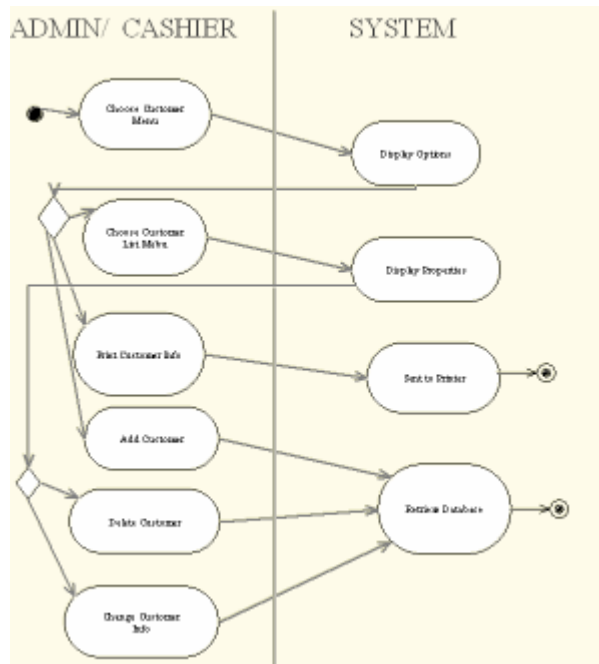 ADMIN/ CASHIER
SYSTEM
Choose Customer
Menu
Display Options
Choose Customer
List Menu
Display Properties
Print Customer Info
Sent to Printer
Add Customer
Retrieve Database
Delete Customer
Change Customer
Info